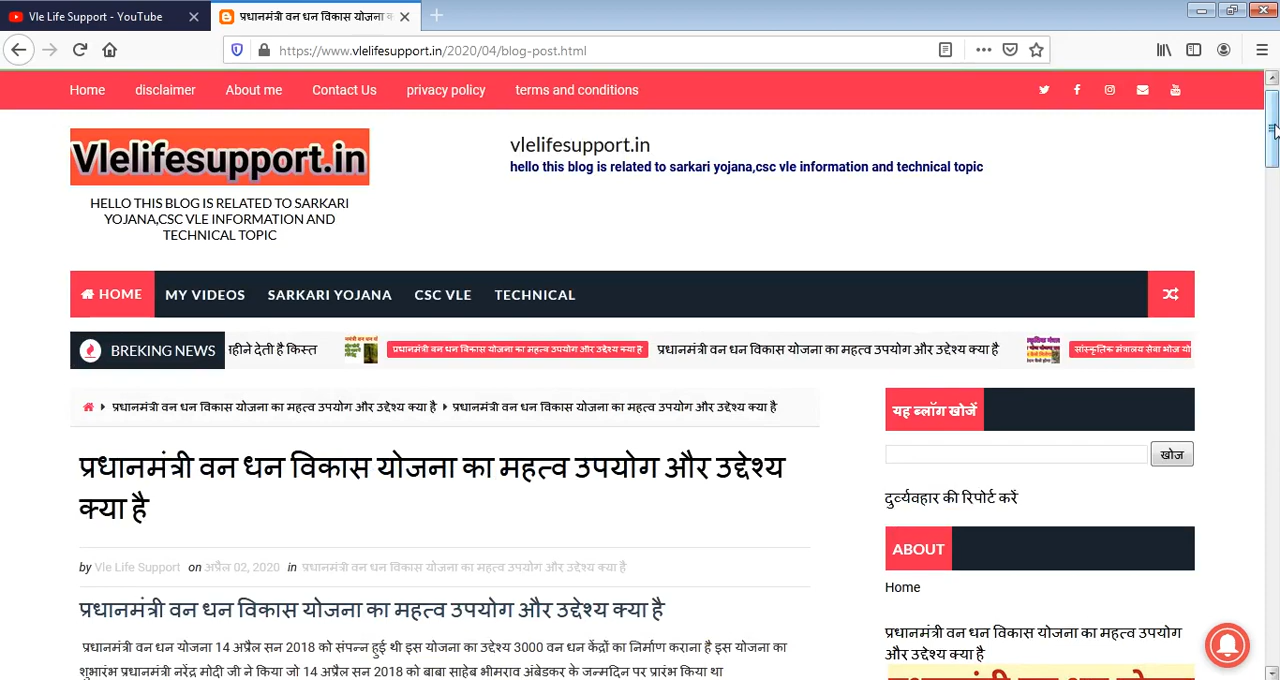 Vle Life Support - YouTube
प्रधानमंत्री वन धन विकास योजना क
https://www.vlelifesupport.in/2020/04/blog-post.html
Home disclaimer About me Contact Us privacy policy terms and conditions
Vlelifesupport.in
HELLO THIS BLOG IS RELATED TO SARKARI
YOJANA,CSC VLE INFORMATION AND
TECHNICAL TOPIC
vlelifesupport.in
hello this blog is related to sarkari yojana,csc vle information and technical topic
HOME MY VIDEOS SARKARI YOJANA CSC VLE TECHNICAL
BREKING NEWS रहीने देती है किस्त प्रधानमंत्री वन धन विकास योजना का महत्व उपयोग और उद्देश्य क्या है प्रधानमंत्री वन धन विकास योजना का महत्व उपयोग और उद्देश्य क्या है सांस्कृतिक मंत्रालय सेवा भोज यो
प्रधानमंत्री वन धन विकास योजना का महत्व उपयोग और उद्देश्य क्या है प्रधानमंत्री वन धन विकास योजना का महत्व उपयोग और उद्देश्य क्या है
प्रधानमंत्री वन धन विकास योजना का महत्व उपयोग और उद्देश्य
क्या है
by Vle Life Support on अप्रैल 02, 2020 in प्रधानमंत्री वन धन विकास योजना का महत्व उपयोग और उद्देश्य क्या है
प्रधानमंत्री वन धन विकास योजना का महत्व उपयोग और उद्देश्य क्या है
प्रधानमंत्री वन धन योजना 14 अप्रैल सन 2018 को संपन्न हुई थी इस योजना का उद्देश्य 3000 वन धन केंद्रों का निर्माण कराना है इस योजना का
शुभारंभ प्रधानमंत्री नरेंद्र मोदी जी ने किया जो 14 अप्रैल सन 2018 को बाबा साहेब भीमराव अंबेडकर के जन्मदिन पर प्रारंभ किया था
यह ब्लॉग खोजें
खोज
दुर्व्यवहार की रिपोर्ट करें
ABOUT
Home
प्रधानमंत्री वन धन विकास योजना का महत्व उपयोग
और उद्देश्य क्या है